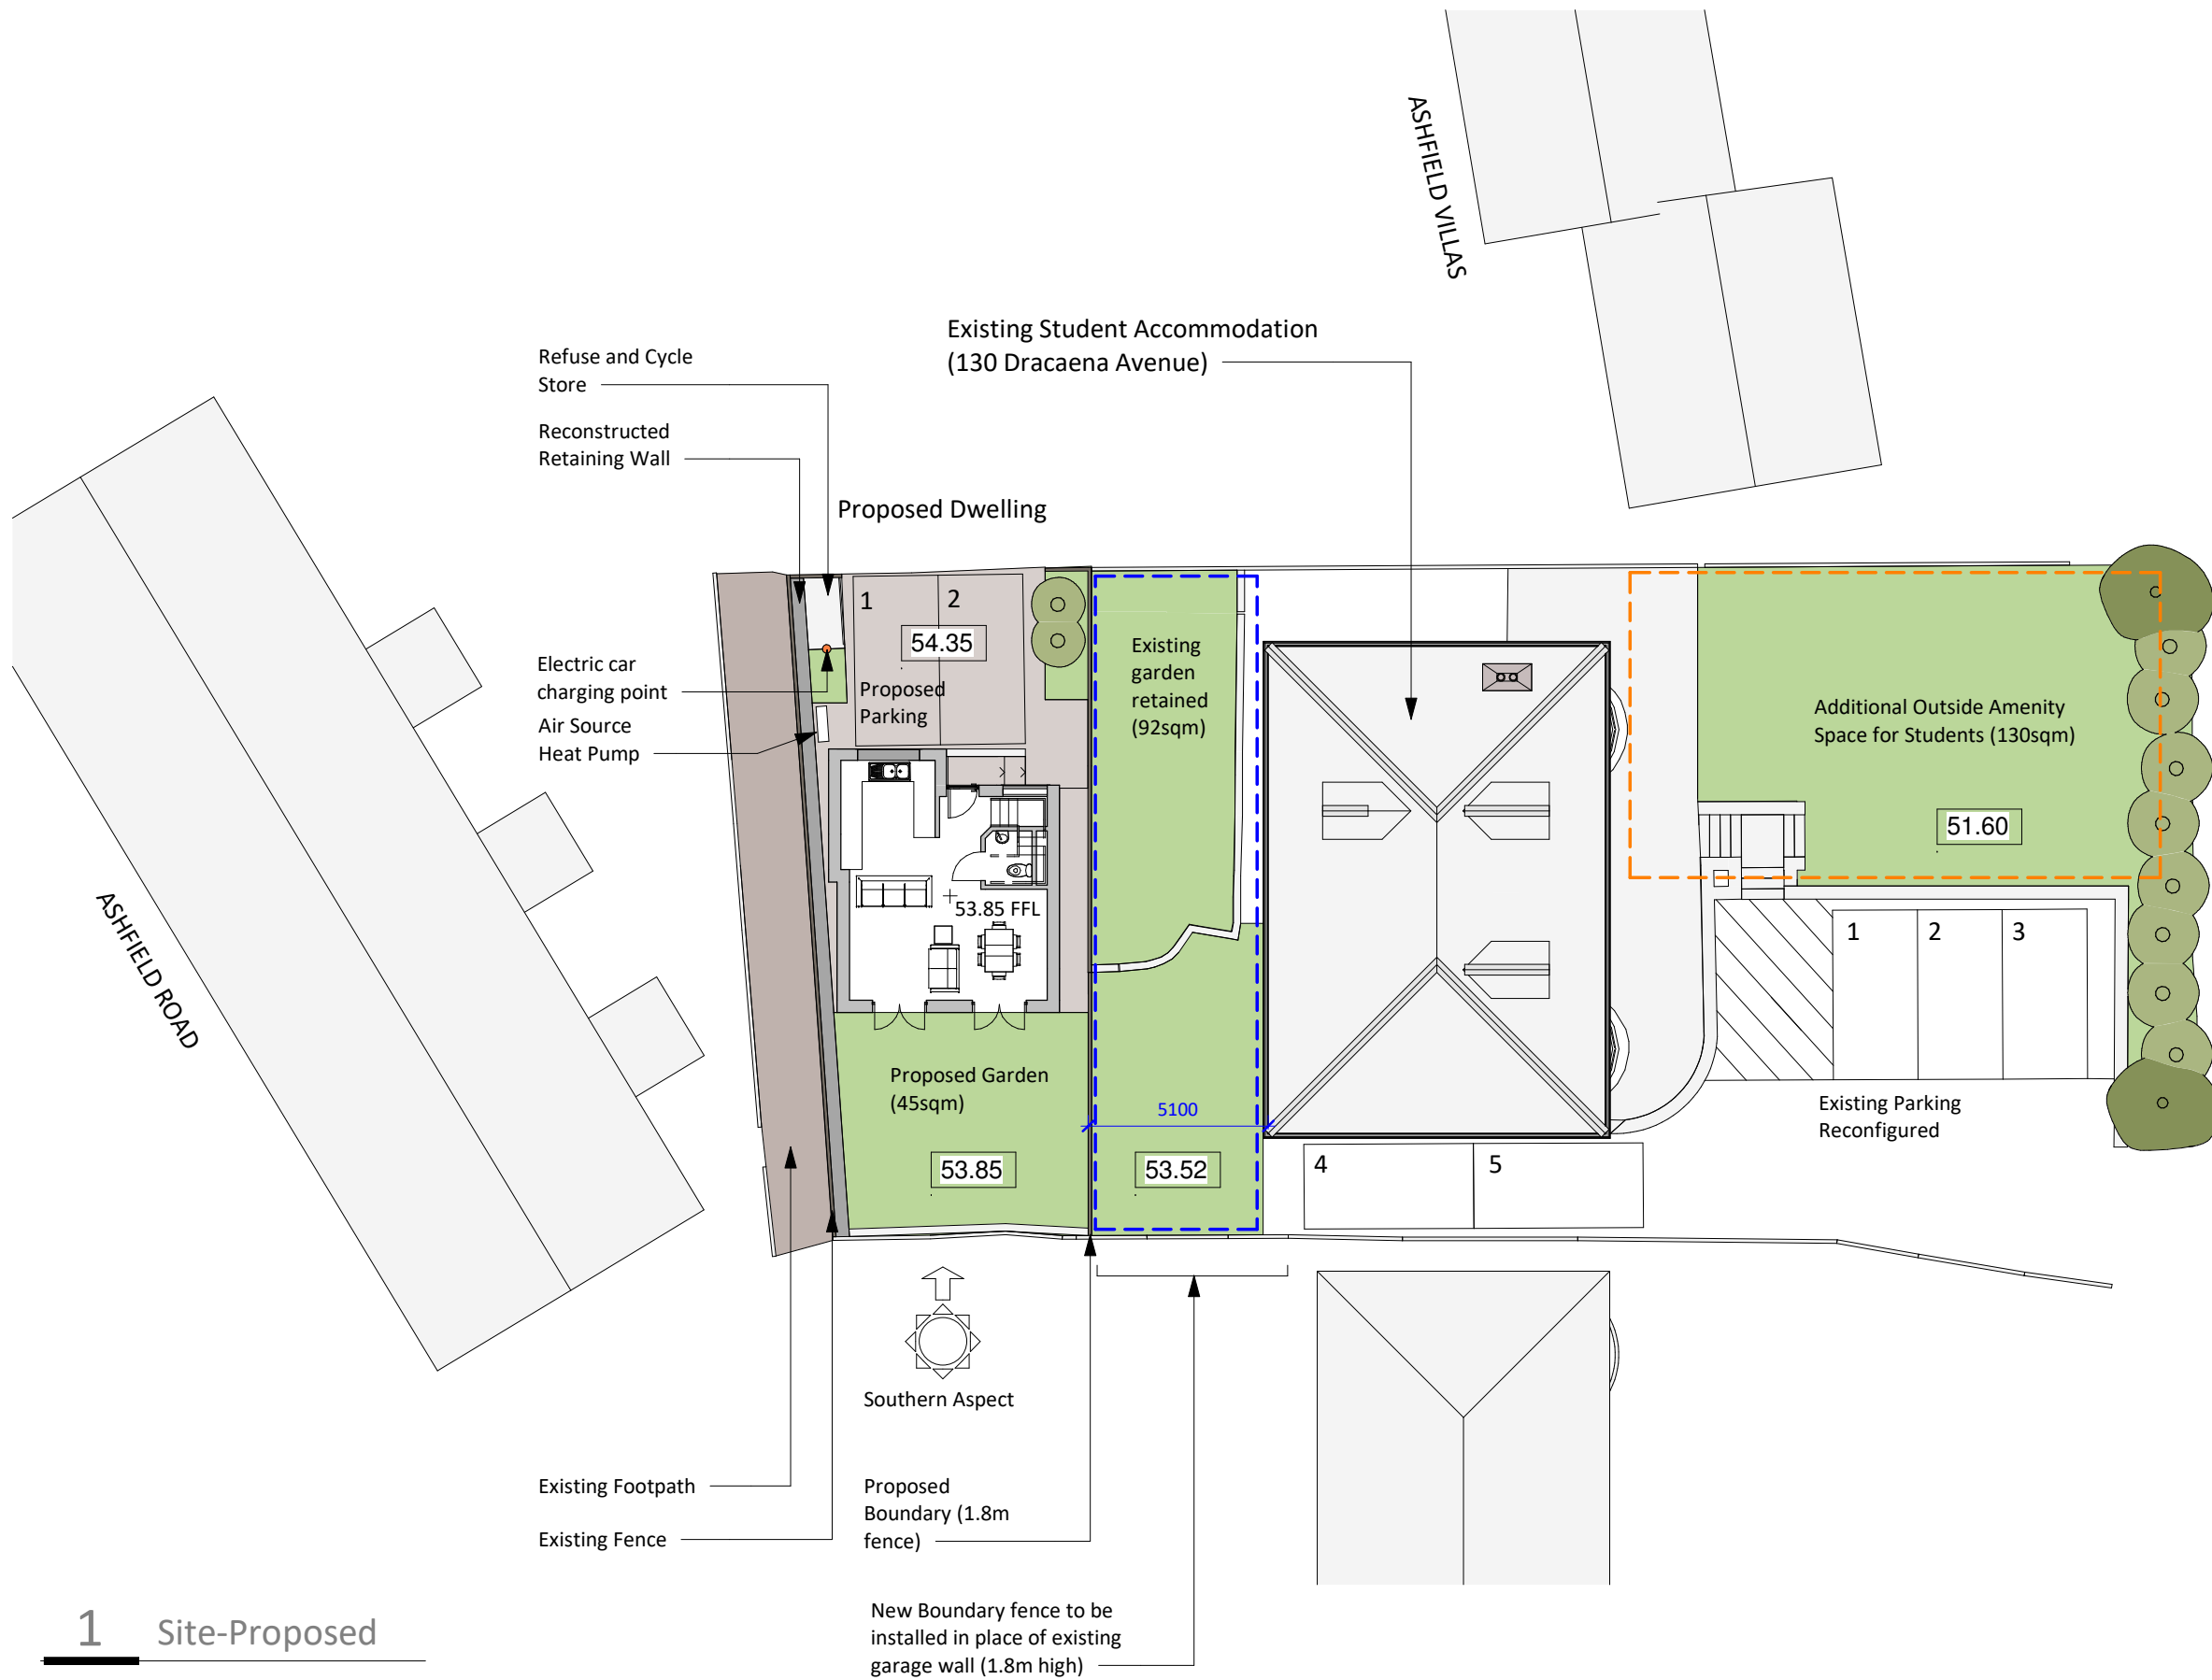 ASHFIELD VILLAS
Existing Student Accommodation
(130 Dracaena Avenue)
Refuse and Cycle
Store
Reconstructed
Retaining Wall
Proposed Dwelling
1
2
54.35
Proposed
Parking
Electric car
charging point
Air Source
Heat Pump
Existing
garden
retained
(92sqm)
Additional Outside Amenity
Space for Students (130sqm)
51.60
53.85 FFL
1
2
3
ASHFIELD ROAD
Proposed Garden
(45sqm)
5100
Existing Parking
Reconfigured
53.85
53.52
4
5
Southern Aspect
Existing Footpath
Existing Fence
Proposed
Boundary (1.8m
fence)
New Boundary fence to be
installed in place of existing
garage wall (1.8m high)
1 Site-Proposed